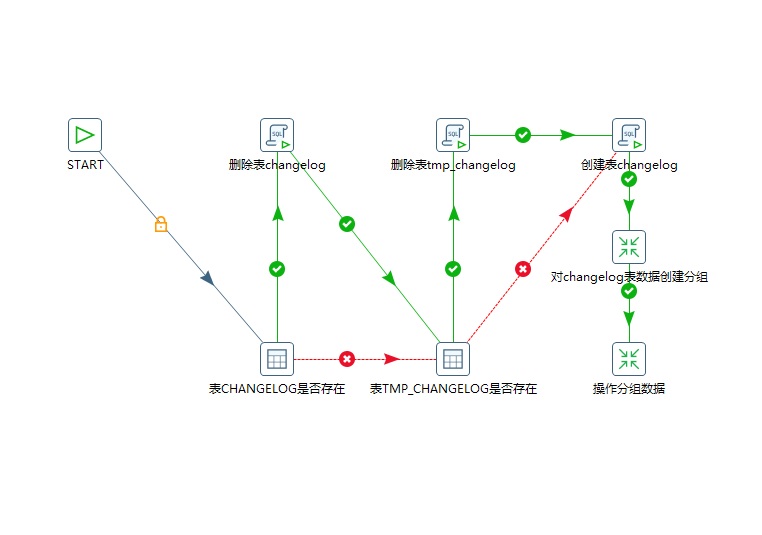 SQL
SQL
SQL
START
删除表changelog
删除表tmp_changelog
创建表changelog
对changelog表数据创建分组
表CHANGELOG是否存在
表TMP_CHANGELOG是否存在
操作分组数据